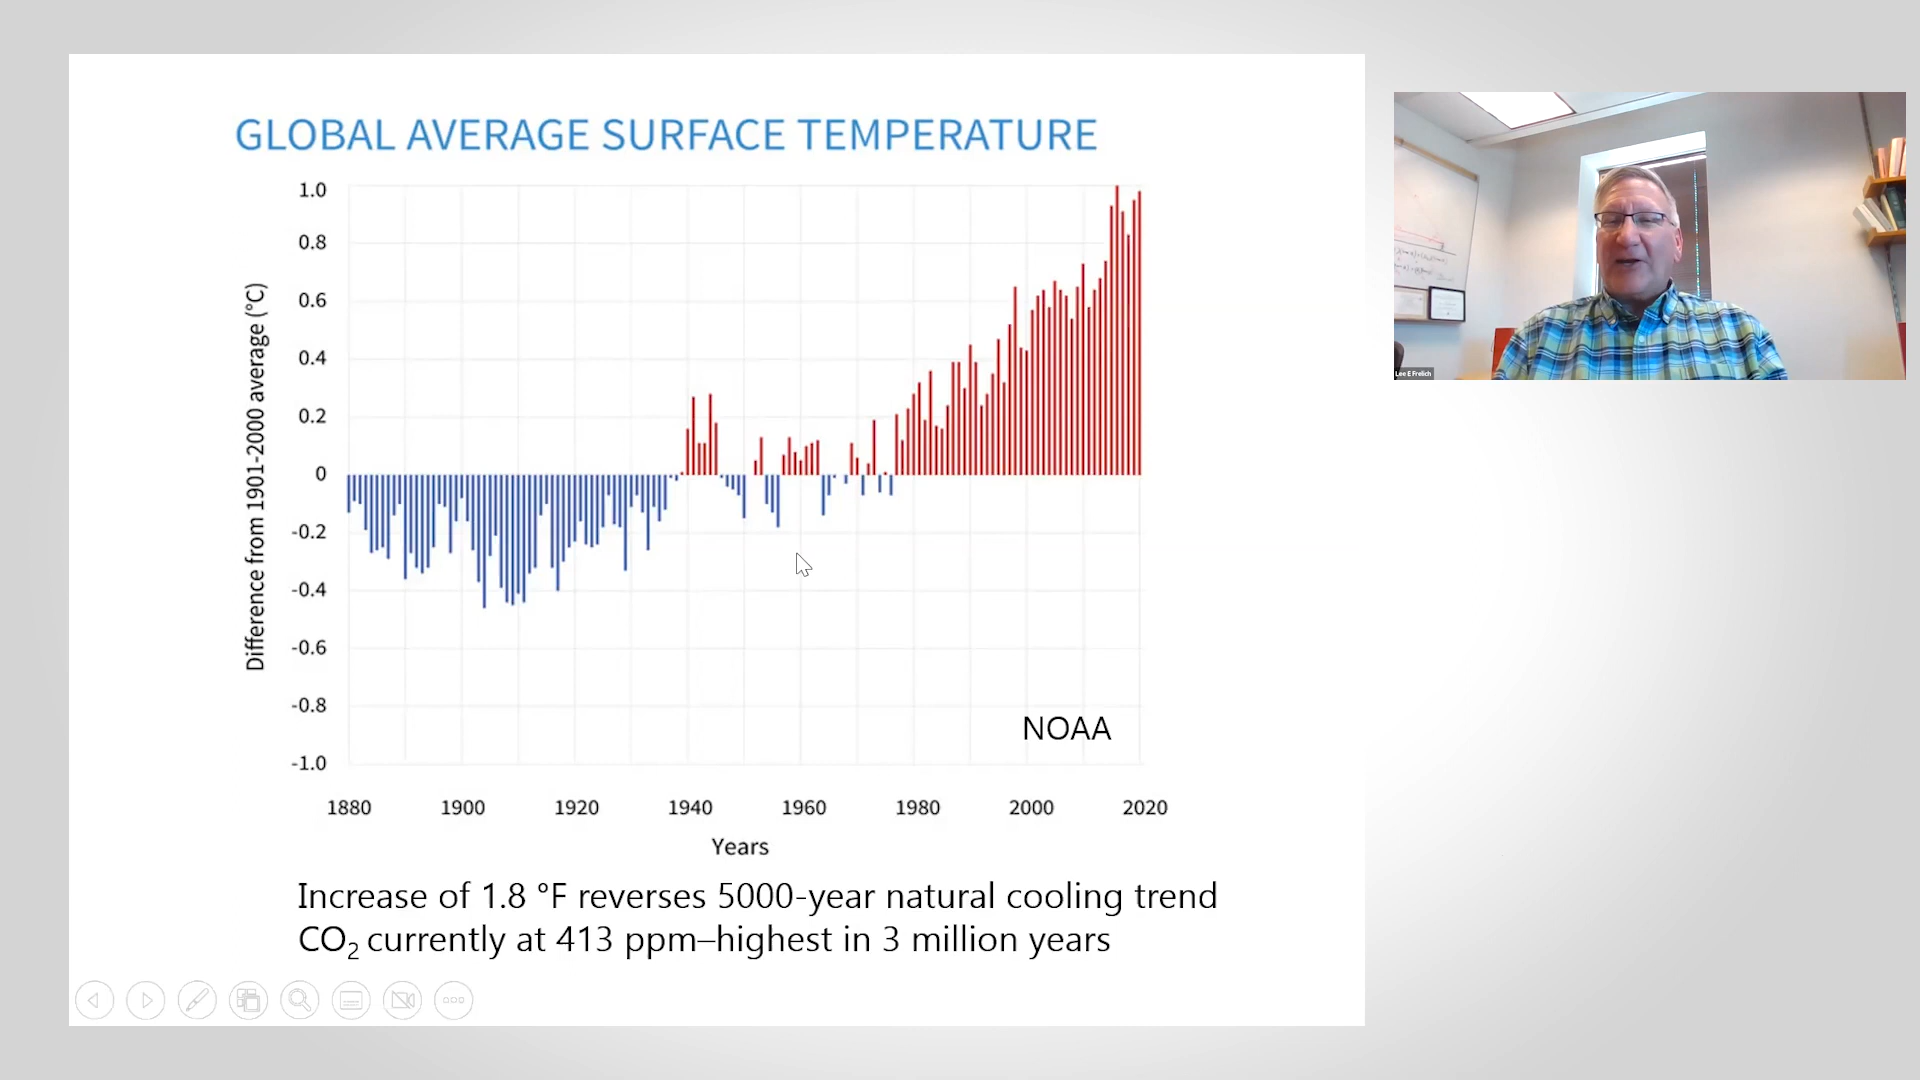 GLOBAL AVERAGE SURFACE TEMPERATURE
Difference from 1901-2000 average (°C)
1.0
0.8
0.6
0.4
0.2
0
-0.2
-0.4
-0.6
-0.8
-1.0
NOAA
1880 1900 1920 1940 1960 1980 2000 2020
Years
Increase of 1.8 °F reverses 5000-year natural cooling trend
CO₂ currently at 413 ppm–highest in 3 million years
Lee E Frelich